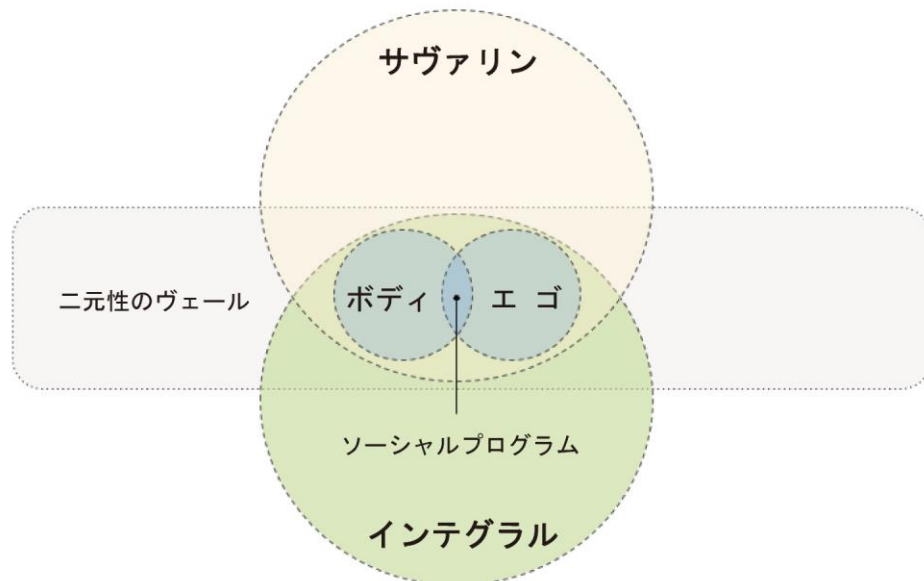 サヴァリン
二元性のヴェール
ボディ
エゴ
ソーシャルプログラム
インテグラル